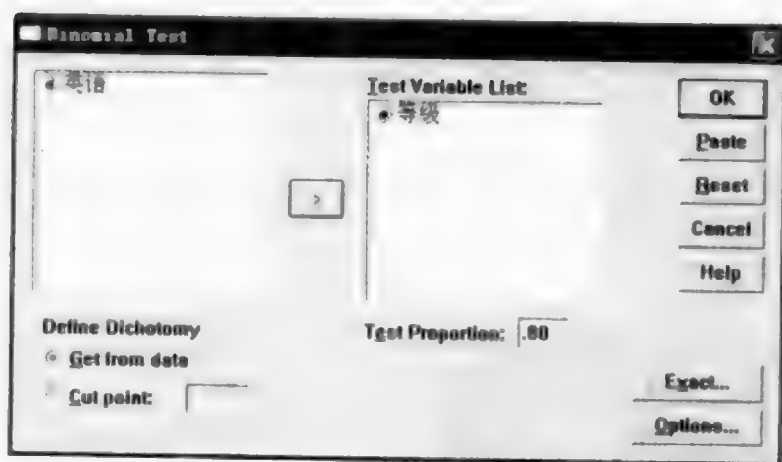 Binomial Test
英语
Test Variable List:
等级
OK
Paste
Reset
Cancel
Help
>
Define Dichotomy
Get from data
Cut point:
Test Proportion: .80
Exact...
Options...